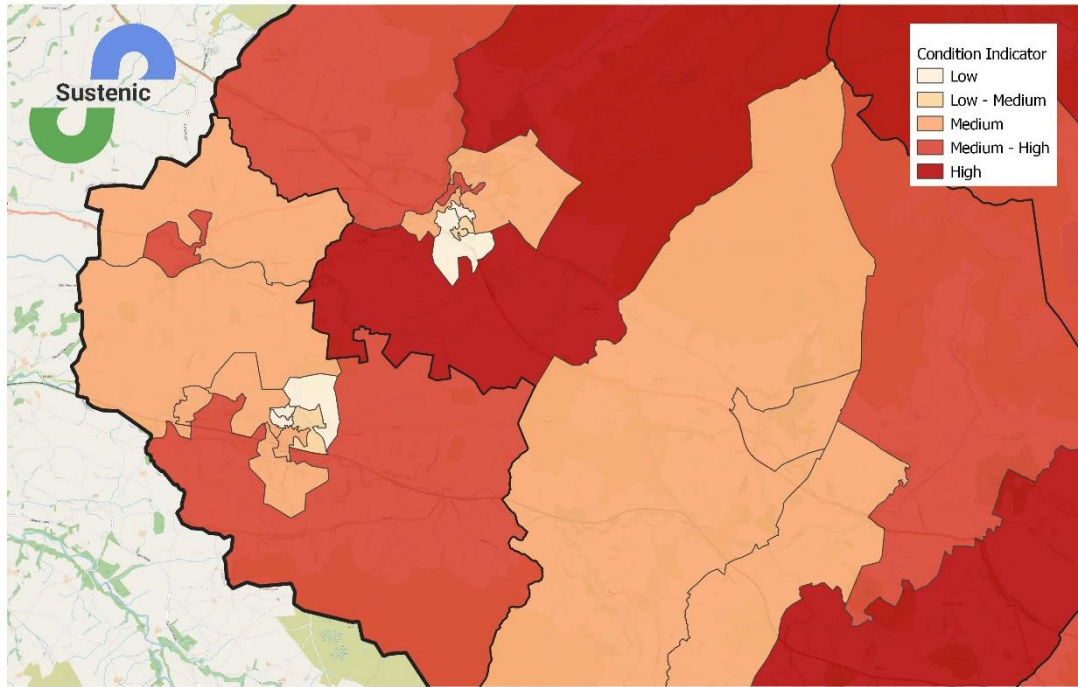 Sustenic
Condition Indicator
Low
Low - Medium
Medium
Medium - High
High